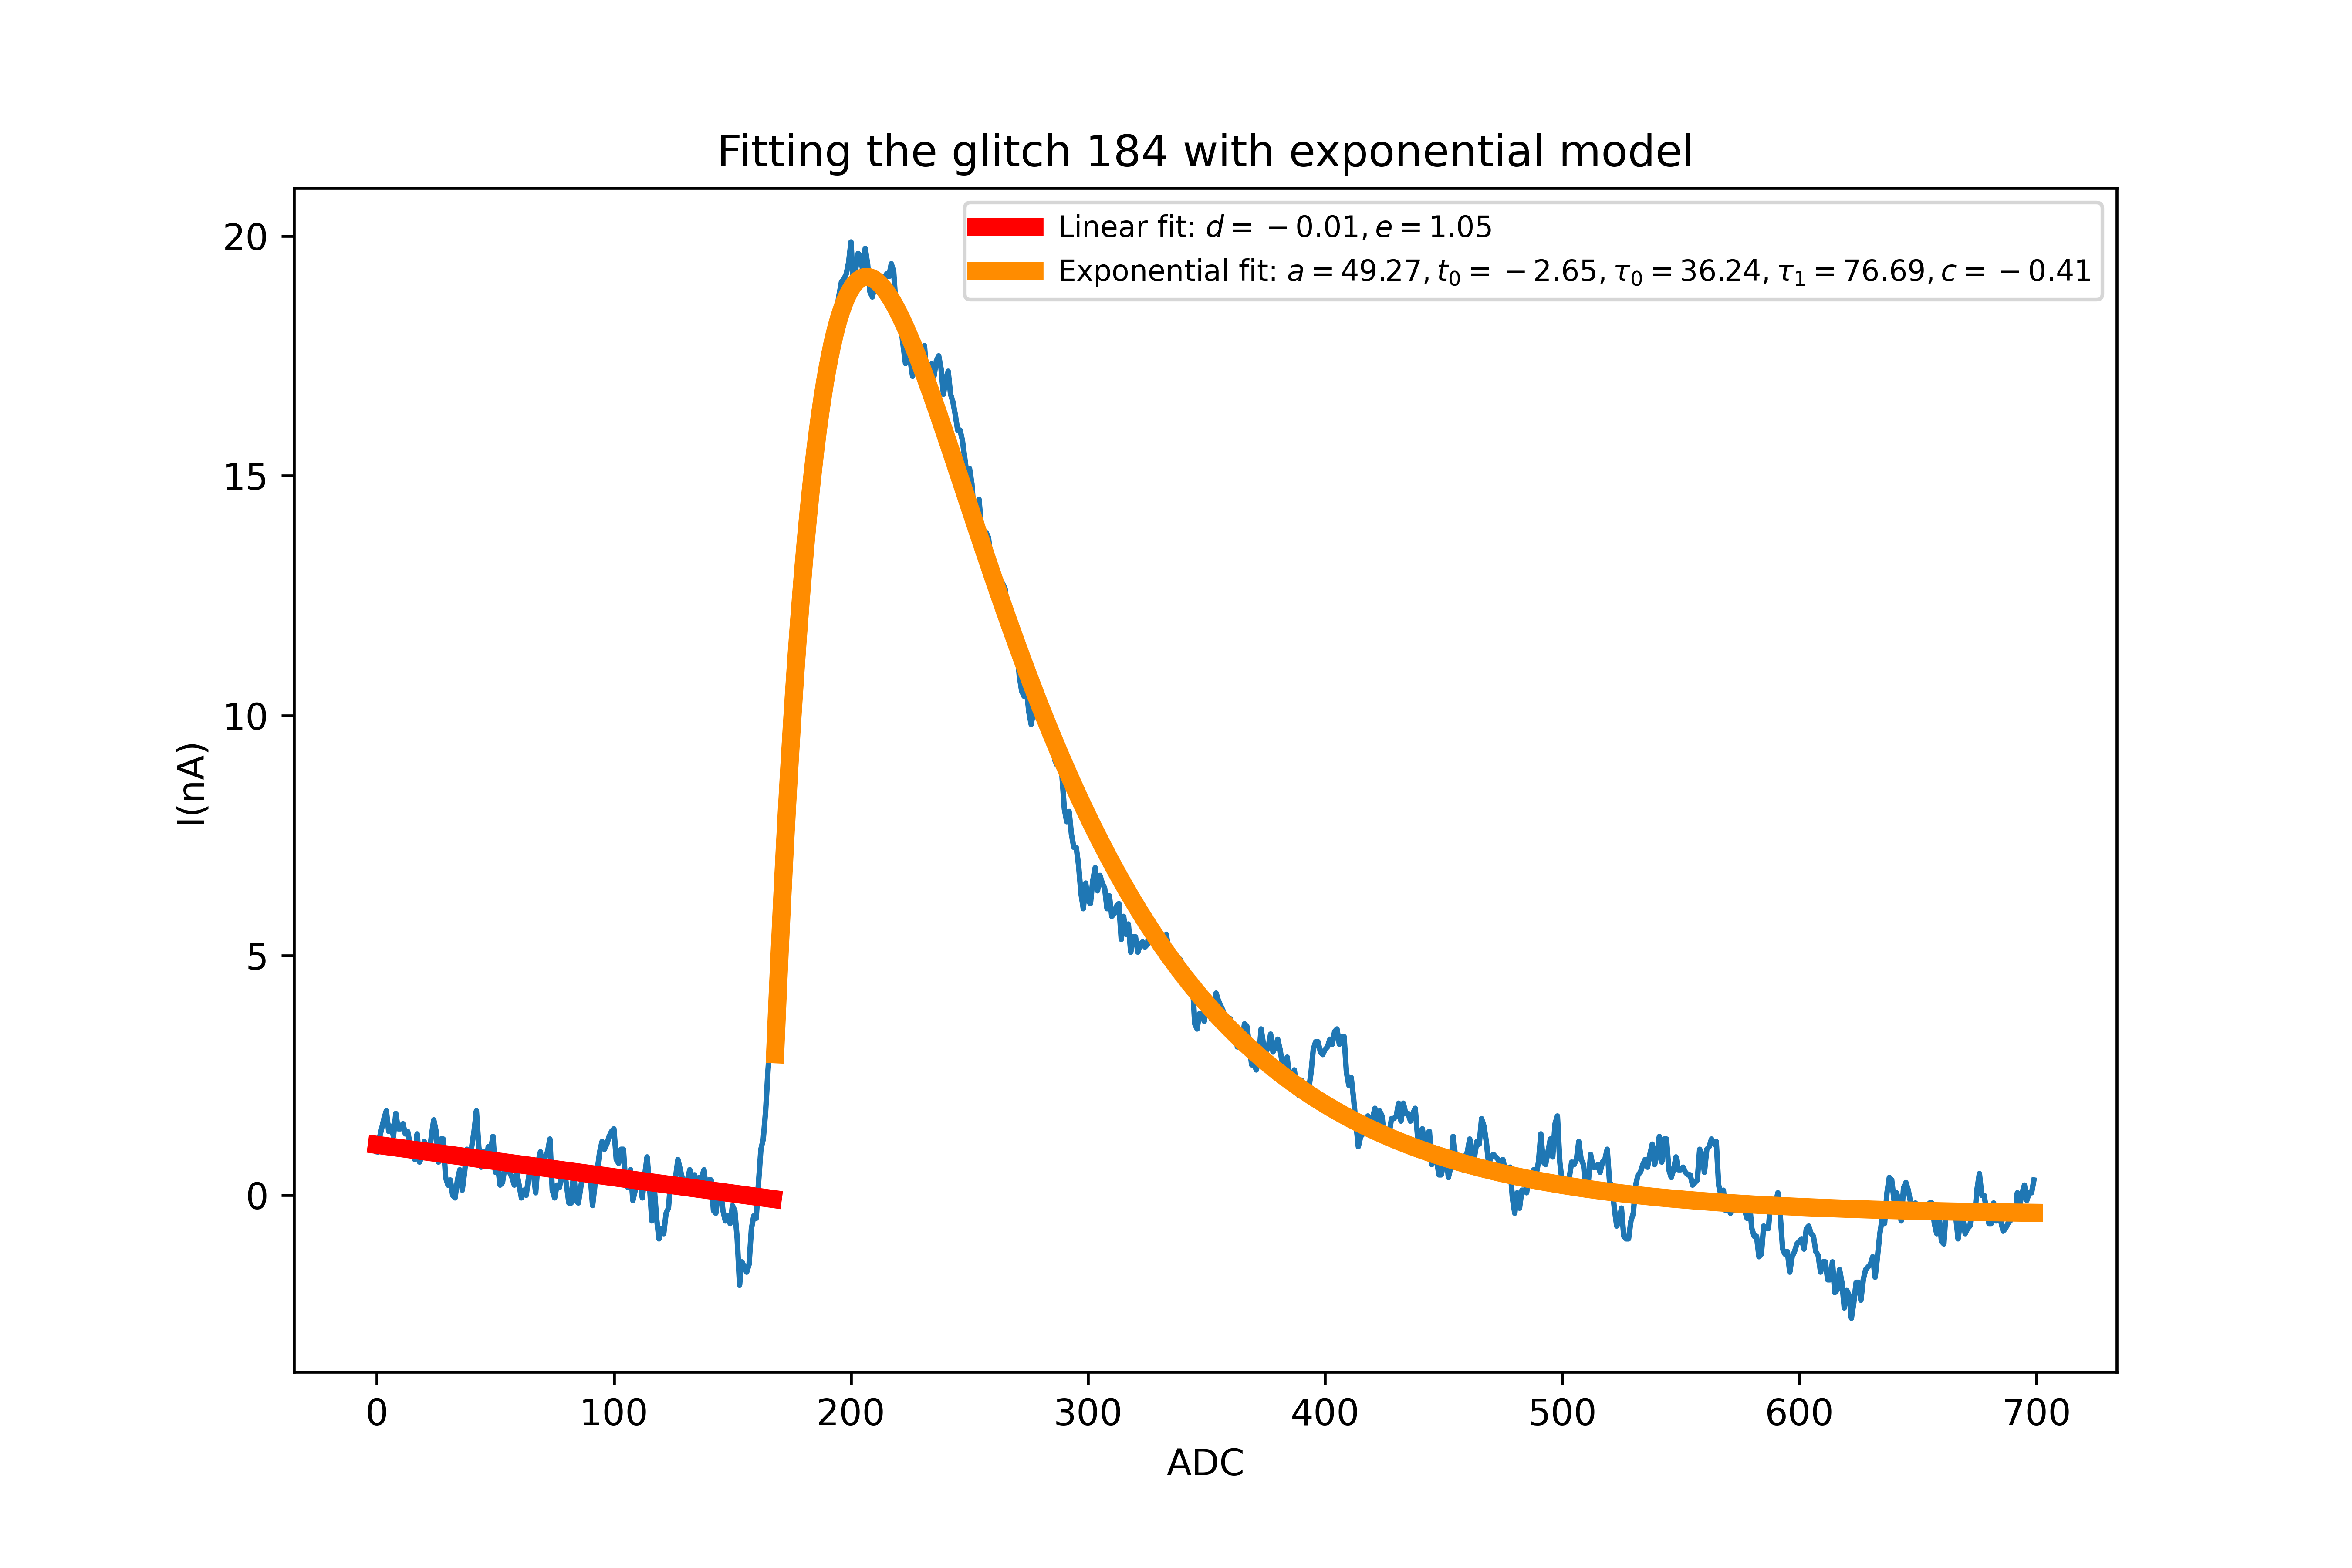 Fitting the glitch 184 with exponential model
Linear fit: d = −0.01, e = 1.05
Exponential fit: a = 49.27, t₀ = −2.65, τ₀ = 36.24, τ₁ = 76.69, c = −0.41
20
15
10
5
0
I(nA)
0 100 200 300 400 500 600 700
ADC